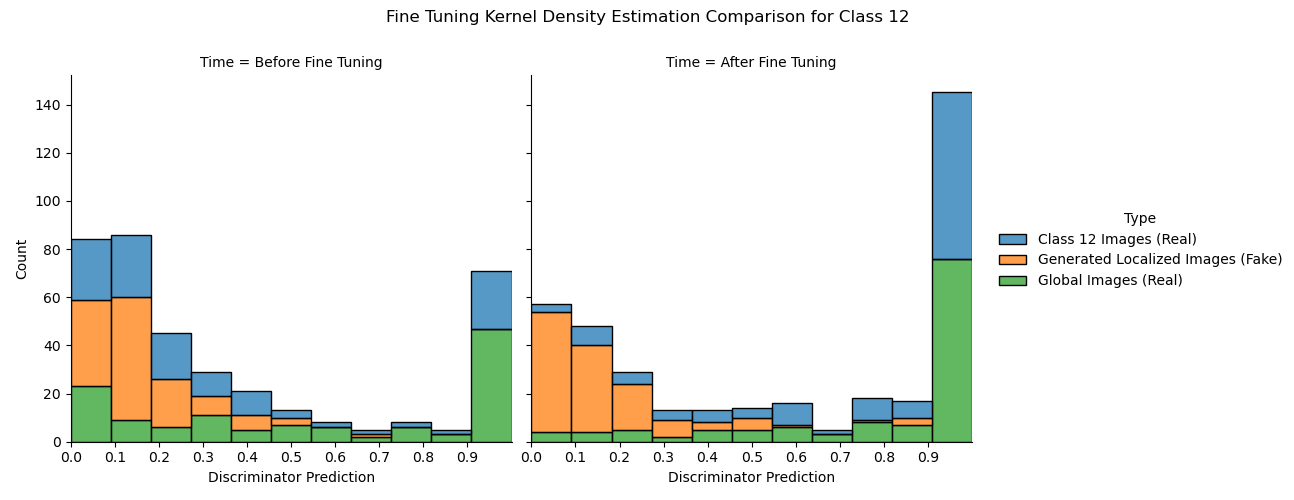 Fine Tuning Kernel Density Estimation Comparison for Class 12
Time = Before Fine Tuning
Time = After Fine Tuning
140
120
100
80
60
40
20
0
Count
0.0 0.1 0.2 0.3 0.4 0.5 0.6 0.7 0.8 0.9
Discriminator Prediction
0.0 0.1 0.2 0.3 0.4 0.5 0.6 0.7 0.8 0.9
Discriminator Prediction
Type
Class 12 Images (Real)
Generated Localized Images (Fake)
Global Images (Real)